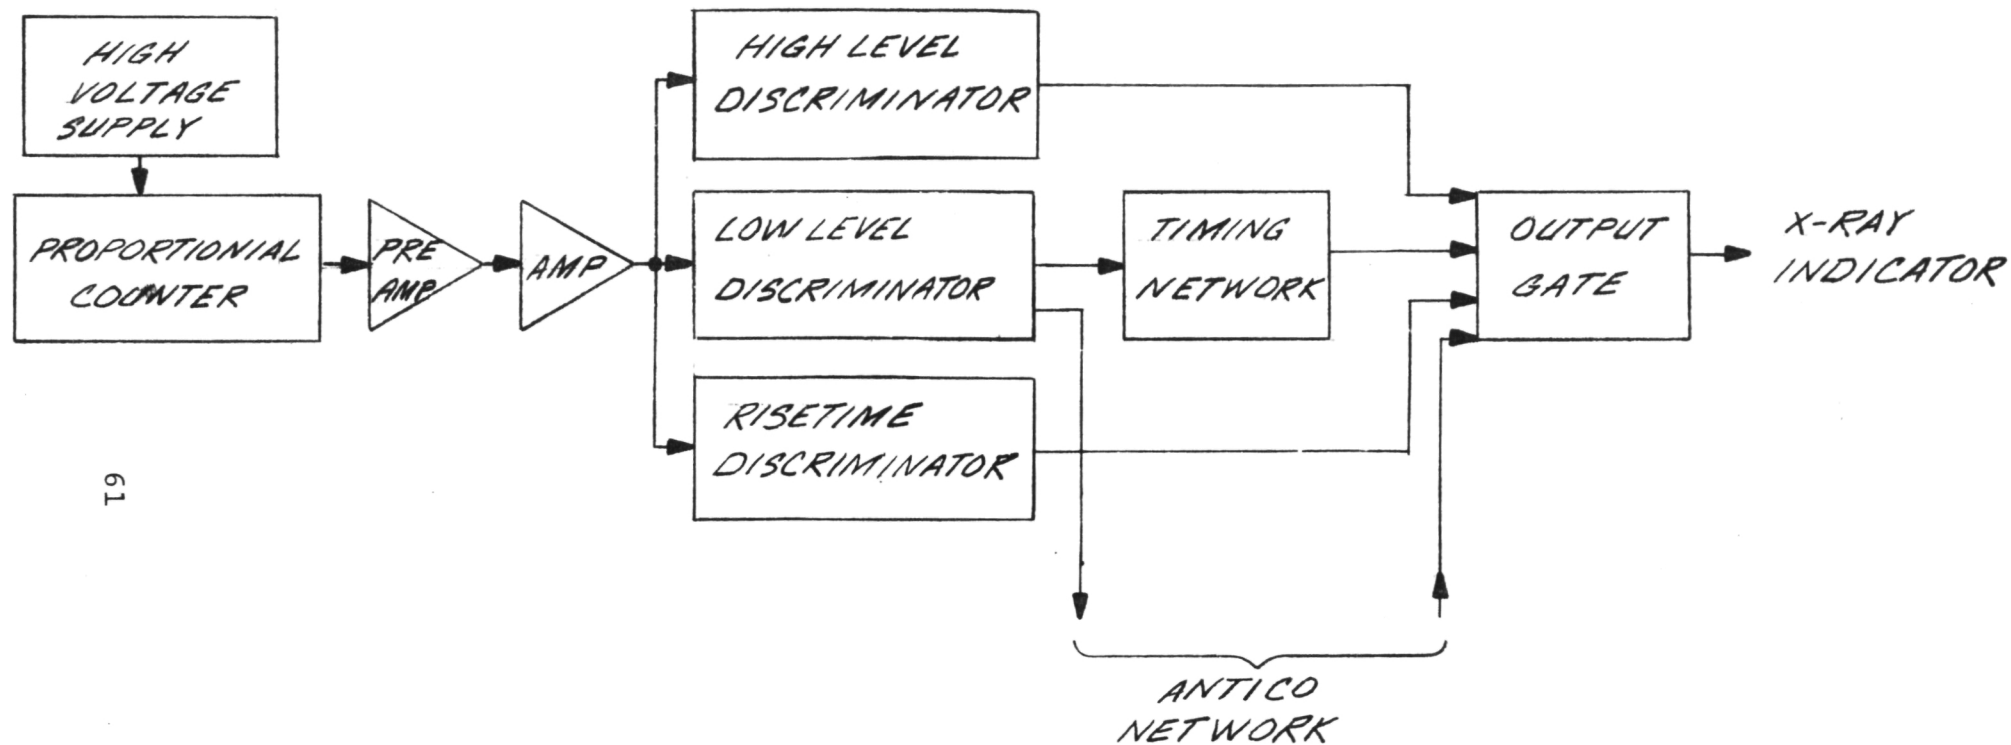 HIGH
VOLTAGE
SUPPLY
PROPORTIONIAL
COUNTER
PRE
AMP
AMP
HIGH LEVEL
DISCRIMINATOR
LOW LEVEL
DISCRIMINATOR
RISETIME
DISCRIMINATOR
TIMING
NETWORK
OUTPUT
GATE
X-RAY
INDICATOR
ANTICO
NETWORK
61